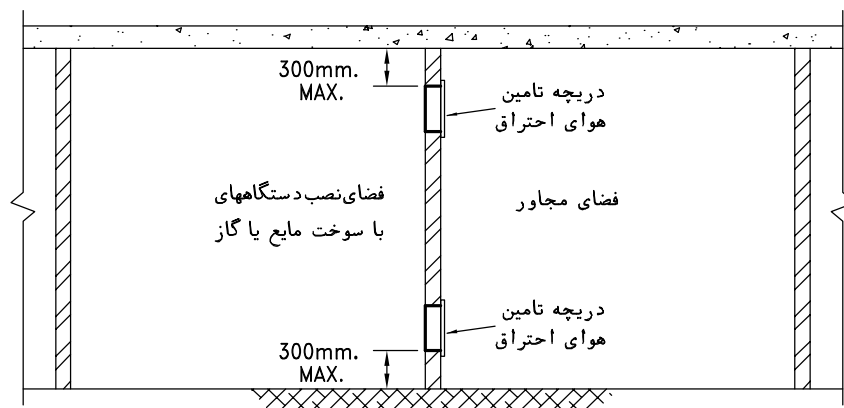 300mm.
MAX.
دریچه تامین
هوای احتراق
فضای نصب دستگاههای
با سوخت مایع یا گاز
فضای مجاور
دریچه تامین
هوای احتراق
300mm.
MAX.